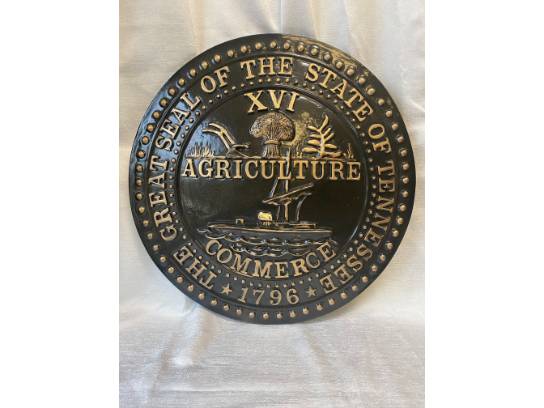 THE GREAT SEAL OF THE STATE OF TENNESSEE
XVI
AGRICULTURE
COMMERCE
★ 1796 ★